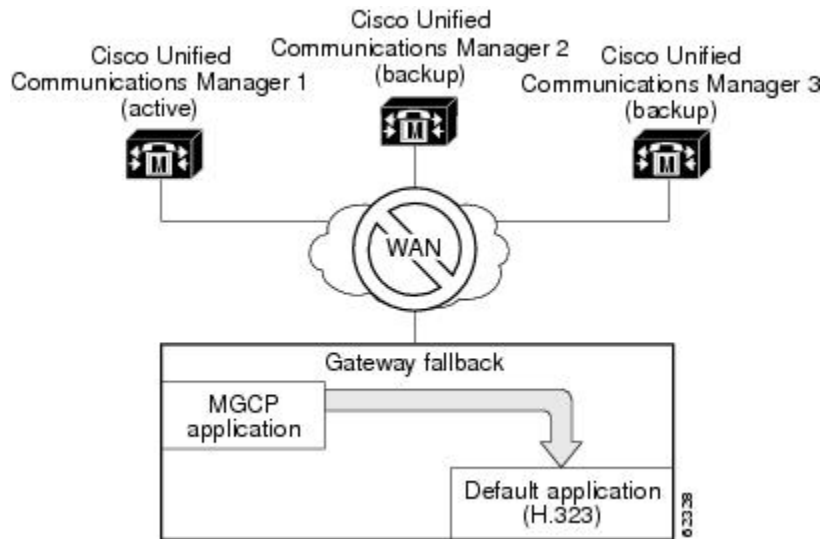 Cisco Unified
Communications Manager 1
(active)
Cisco Unified
Communications Manager 2
(backup)
Cisco Unified
Communications Manager 3
(backup)
M
M
M
WAN
Gateway fallback
MGCP
application
Default application
(H.323)
62328